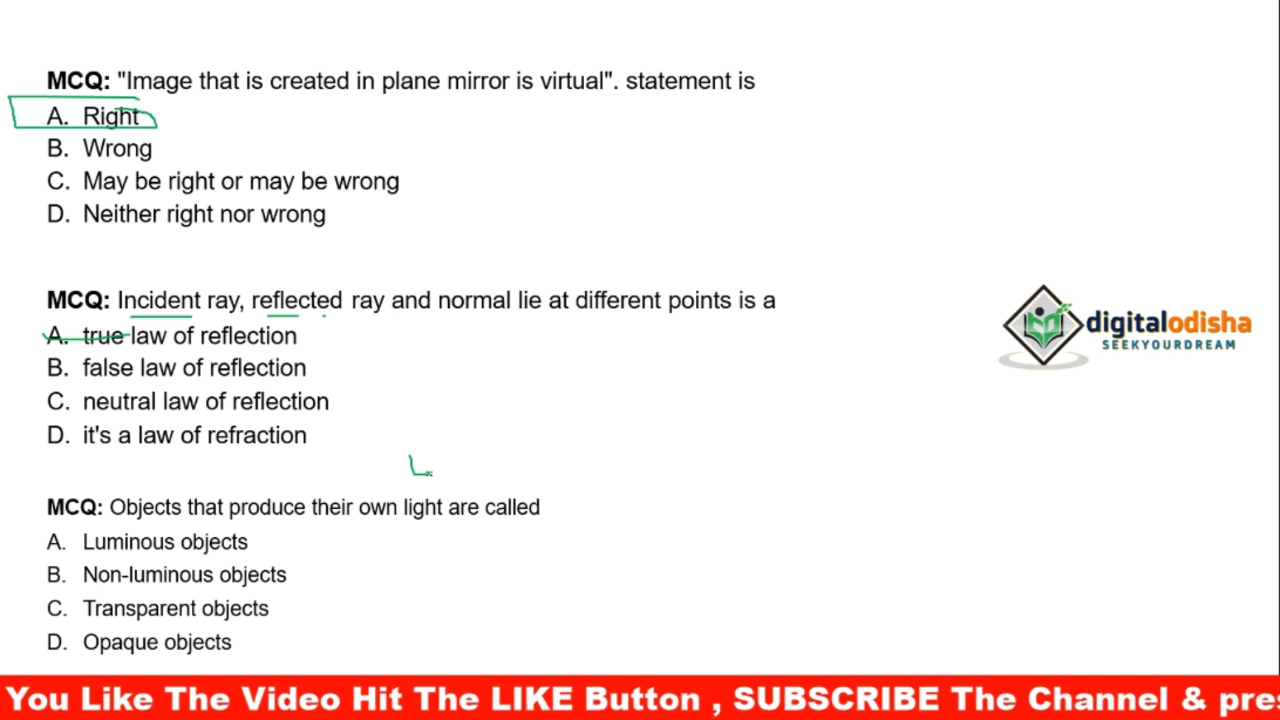 MCQ: "Image that is created in plane mirror is virtual". statement is
A. Right
B. Wrong
C. May be right or may be wrong
D. Neither right nor wrong
MCQ: Incident ray, reflected ray and normal lie at different points is a
A. true law of reflection
B. false law of reflection
C. neutral law of reflection
D. it's a law of refraction
digitalodisha
SEEKYOURDREAM
MCQ: Objects that produce their own light are called
A. Luminous objects
B. Non-luminous objects
C. Transparent objects
D. Opaque objects
You Like The Video Hit The LIKE Button , SUBSCRIBE The Channel & pres